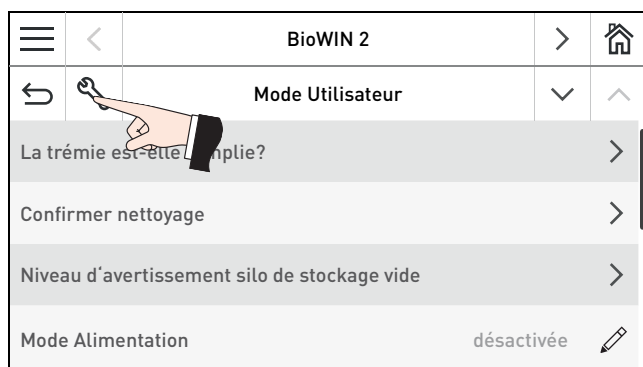 BioWIN 2
Mode Utilisateur
La trémie est-elle mplie?
Confirmer nettoyage
Niveau d‘avertissement silo de stockage vide
Mode Alimentation désactivée